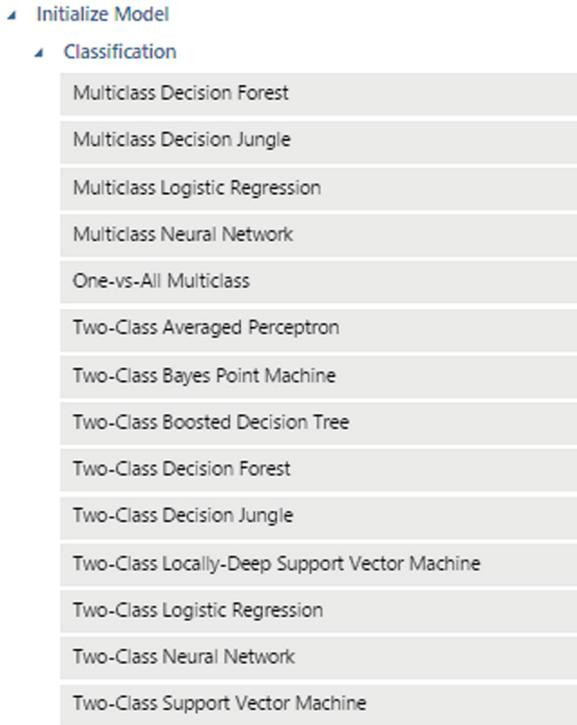 Initialize Model
Classification
Multiclass Decision Forest
Multiclass Decision Jungle
Multiclass Logistic Regression
Multiclass Neural Network
One-vs-All Multiclass
Two-Class Averaged Perceptron
Two-Class Bayes Point Machine
Two-Class Boosted Decision Tree
Two-Class Decision Forest
Two-Class Decision Jungle
Two-Class Locally-Deep Support Vector Machine
Two-Class Logistic Regression
Two-Class Neural Network
Two-Class Support Vector Machine